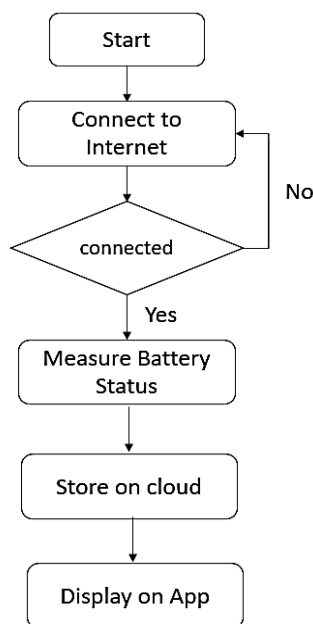 Start
Connect to
Internet
No
connected
Yes
Measure Battery
Status
Store on cloud
Display on App